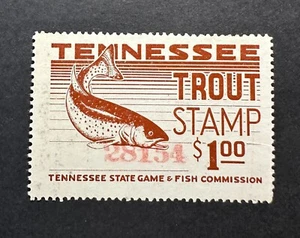 TENNESSEE
TROUT
STAMP
$1.00
28154
TENNESSEE STATE GAME & FISH COMMISSION